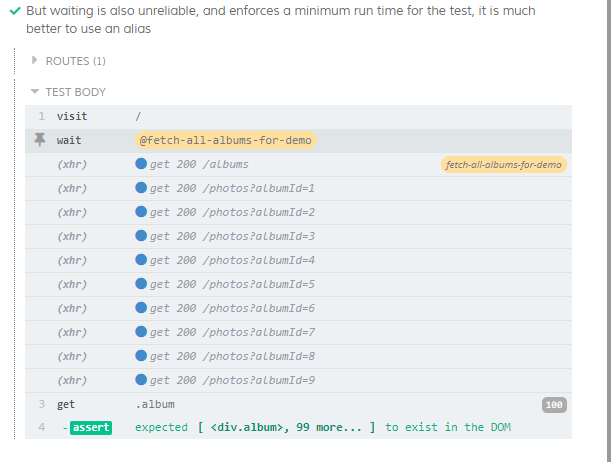 But waiting is also unreliable, and enforces a minimum run time for the test, it is much
better to use an alias
ROUTES (1)
TEST BODY
1 visit /
wait @fetch-all-albums-for-demo
(xhr) get 200 /albums fetch-all-albums-for-demo
(xhr) get 200 /photos?albumId=1
(xhr) get 200 /photos?albumId=2
(xhr) get 200 /photos?albumId=3
(xhr) get 200 /photos?albumId=4
(xhr) get 200 /photos?albumId=5
(xhr) get 200 /photos?albumId=6
(xhr) get 200 /photos?albumId=7
(xhr) get 200 /photos?albumId=8
(xhr) get 200 /photos?albumId=9
3 get .album 100
4 -assert expected [ <div.album>, 99 more... ] to exist in the DOM